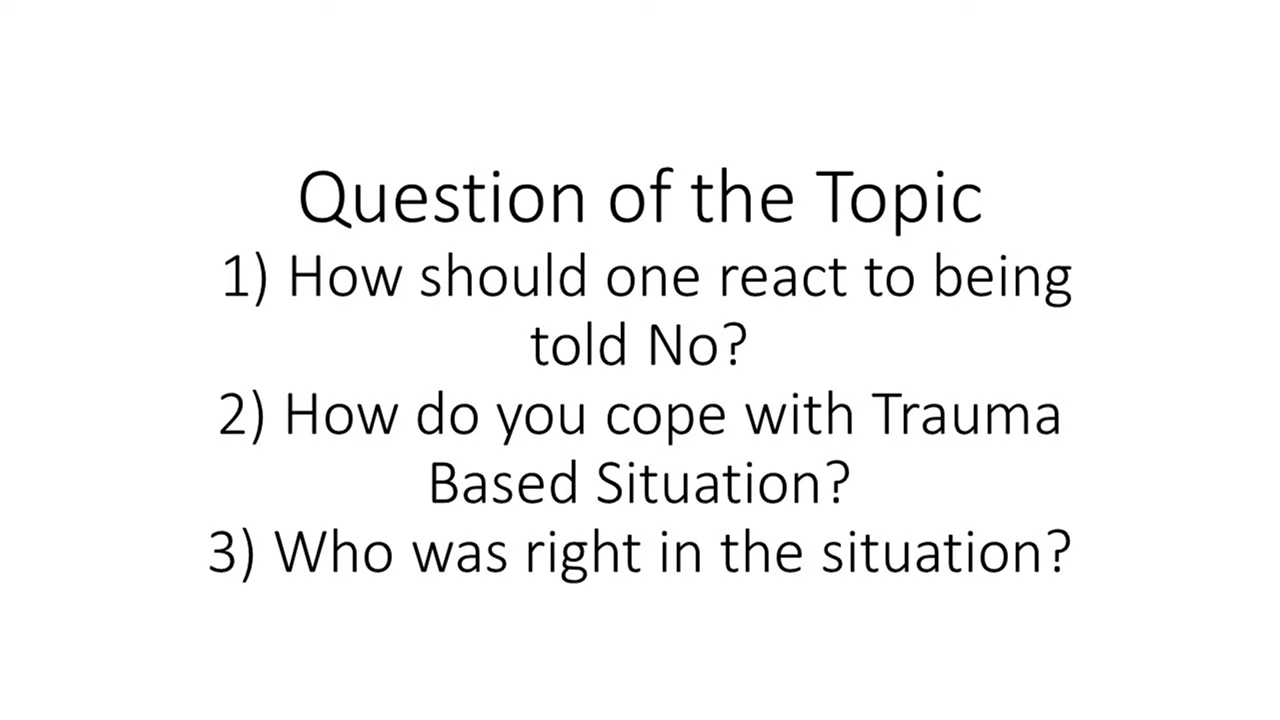 Question of the Topic
1) How should one react to being
told No?
2) How do you cope with Trauma
Based Situation?
3) Who was right in the situation?